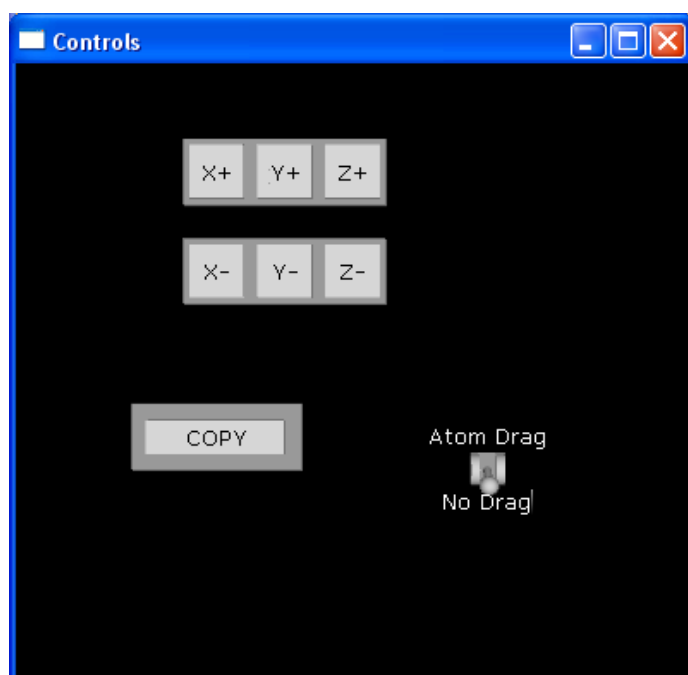 Controls
X+ Y+ Z+
X- Y- Z-
COPY
Atom Drag
No Drag